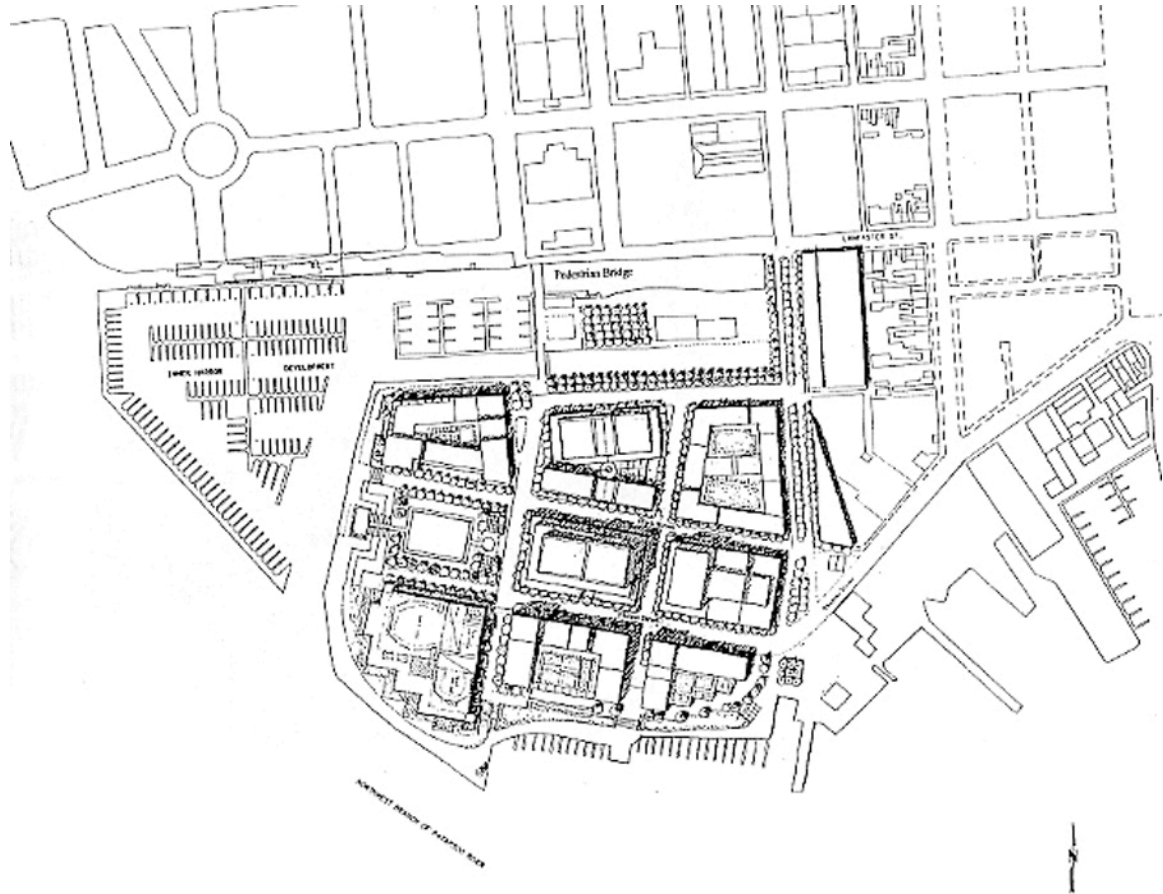 LANCASTER ST.
Pedestrian Bridge
INNER HARBOR DEVELOPMENT
NORTHWEST BRANCH OF PATAPSCO RIVER
N